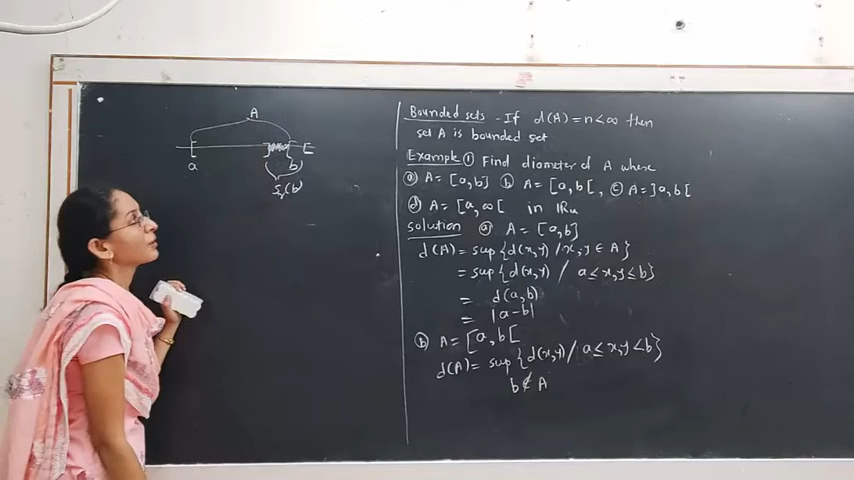 A
a
b
Sr(b)
Bounded sets - If d(A) = n < ∞ then
set A is bounded set
Example ① Find diameter of A where
ⓐ A = [a, b] ⓑ A = [a, b[ , ⓒ A = ]a, b[
ⓓ A = [a, ∞[ in IRu
solution ⓐ A = [a, b]
d(A) = sup {d(x,y) / x, y ∈ A}
= sup {d(x,y) / a ≤ x, y ≤ b}
= d(a, b)
= |a - b|
ⓑ A = [a, b[
d(A) = sup {d(x,y) / a ≤ x, y < b}
b ∉ A